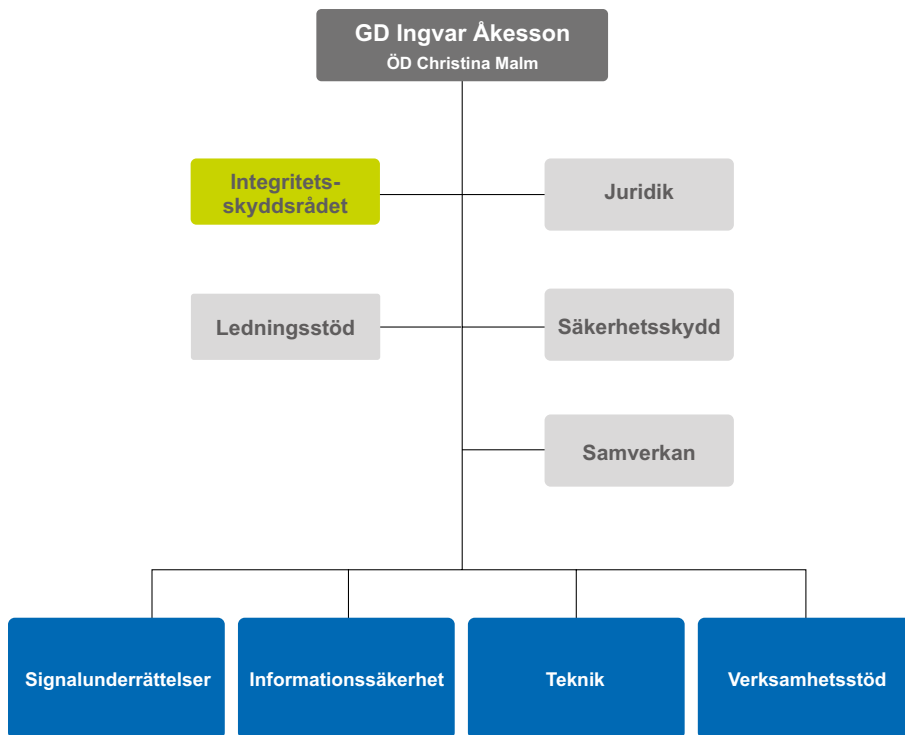 GD Ingvar Åkesson
ÖD Christina Malm
Integritets-
skyddsrådet
Juridik
Ledningsstöd
Säkerhetsskydd
Samverkan
Signalunderrättelser
Informationssäkerhet
Teknik
Verksamhetsstöd